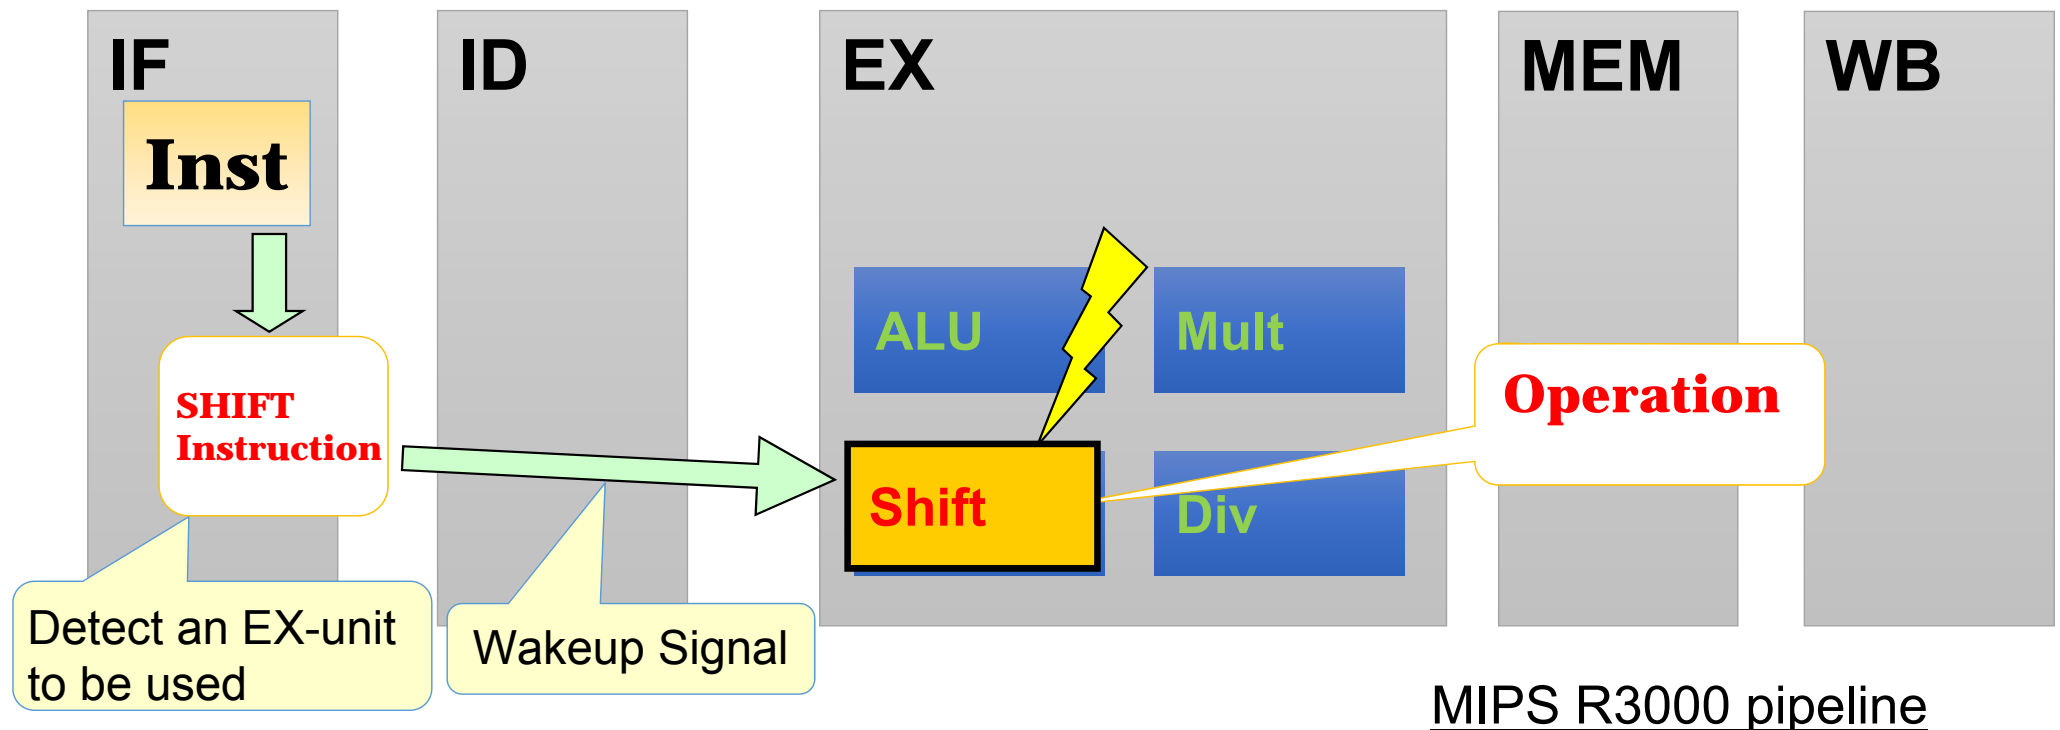 IF
ID
EX
MEM
WB
Inst
ALU
Mult
SHIFT
Instruction
Operation
Shift
Div
Detect an EX-unit
to be used
Wakeup Signal
MIPS R3000 pipeline